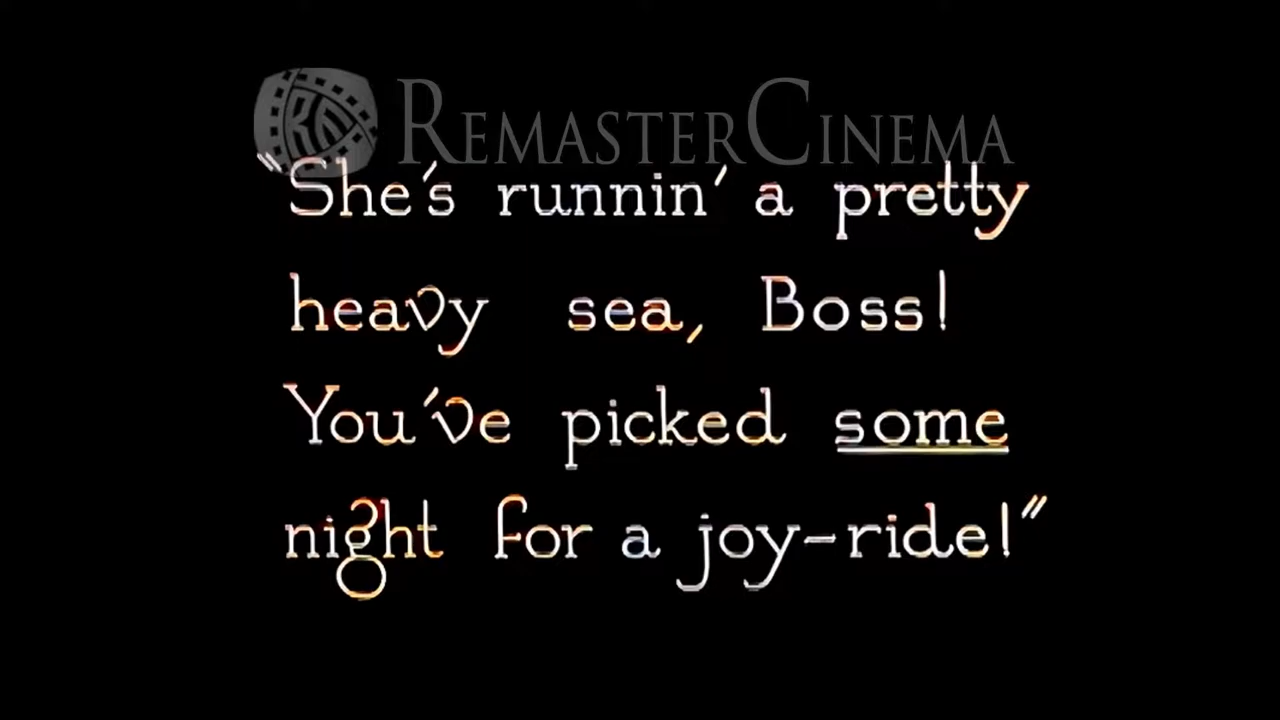 REMASTERCINEMA
"She's runnin' a pretty
heavy sea, Boss!
You've picked some
night for a joy-ride!"